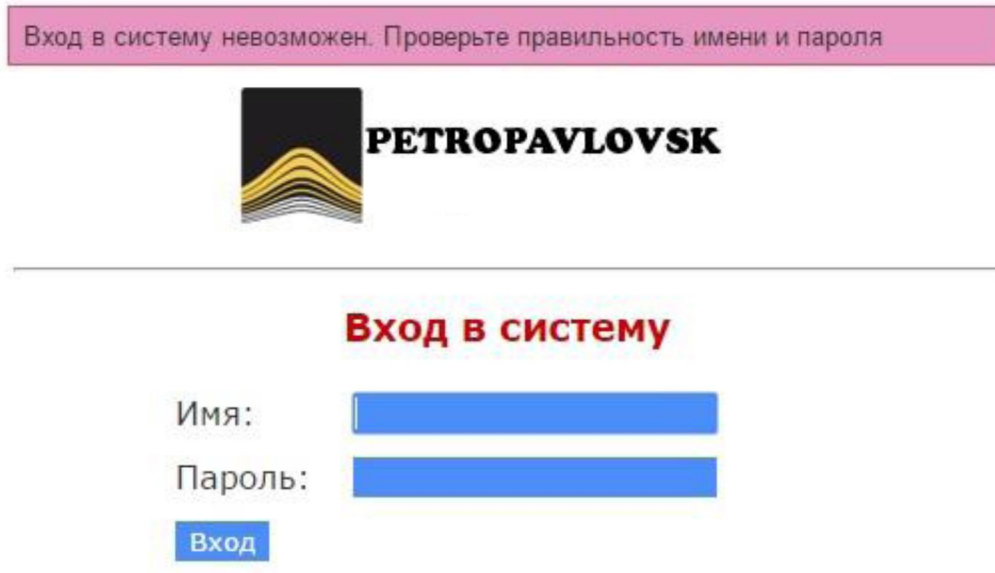 Вход в систему невозможен. Проверьте правильность имени и пароля
PETROPAVLOVSK
Вход в систему
Имя:
Пароль:
Вход